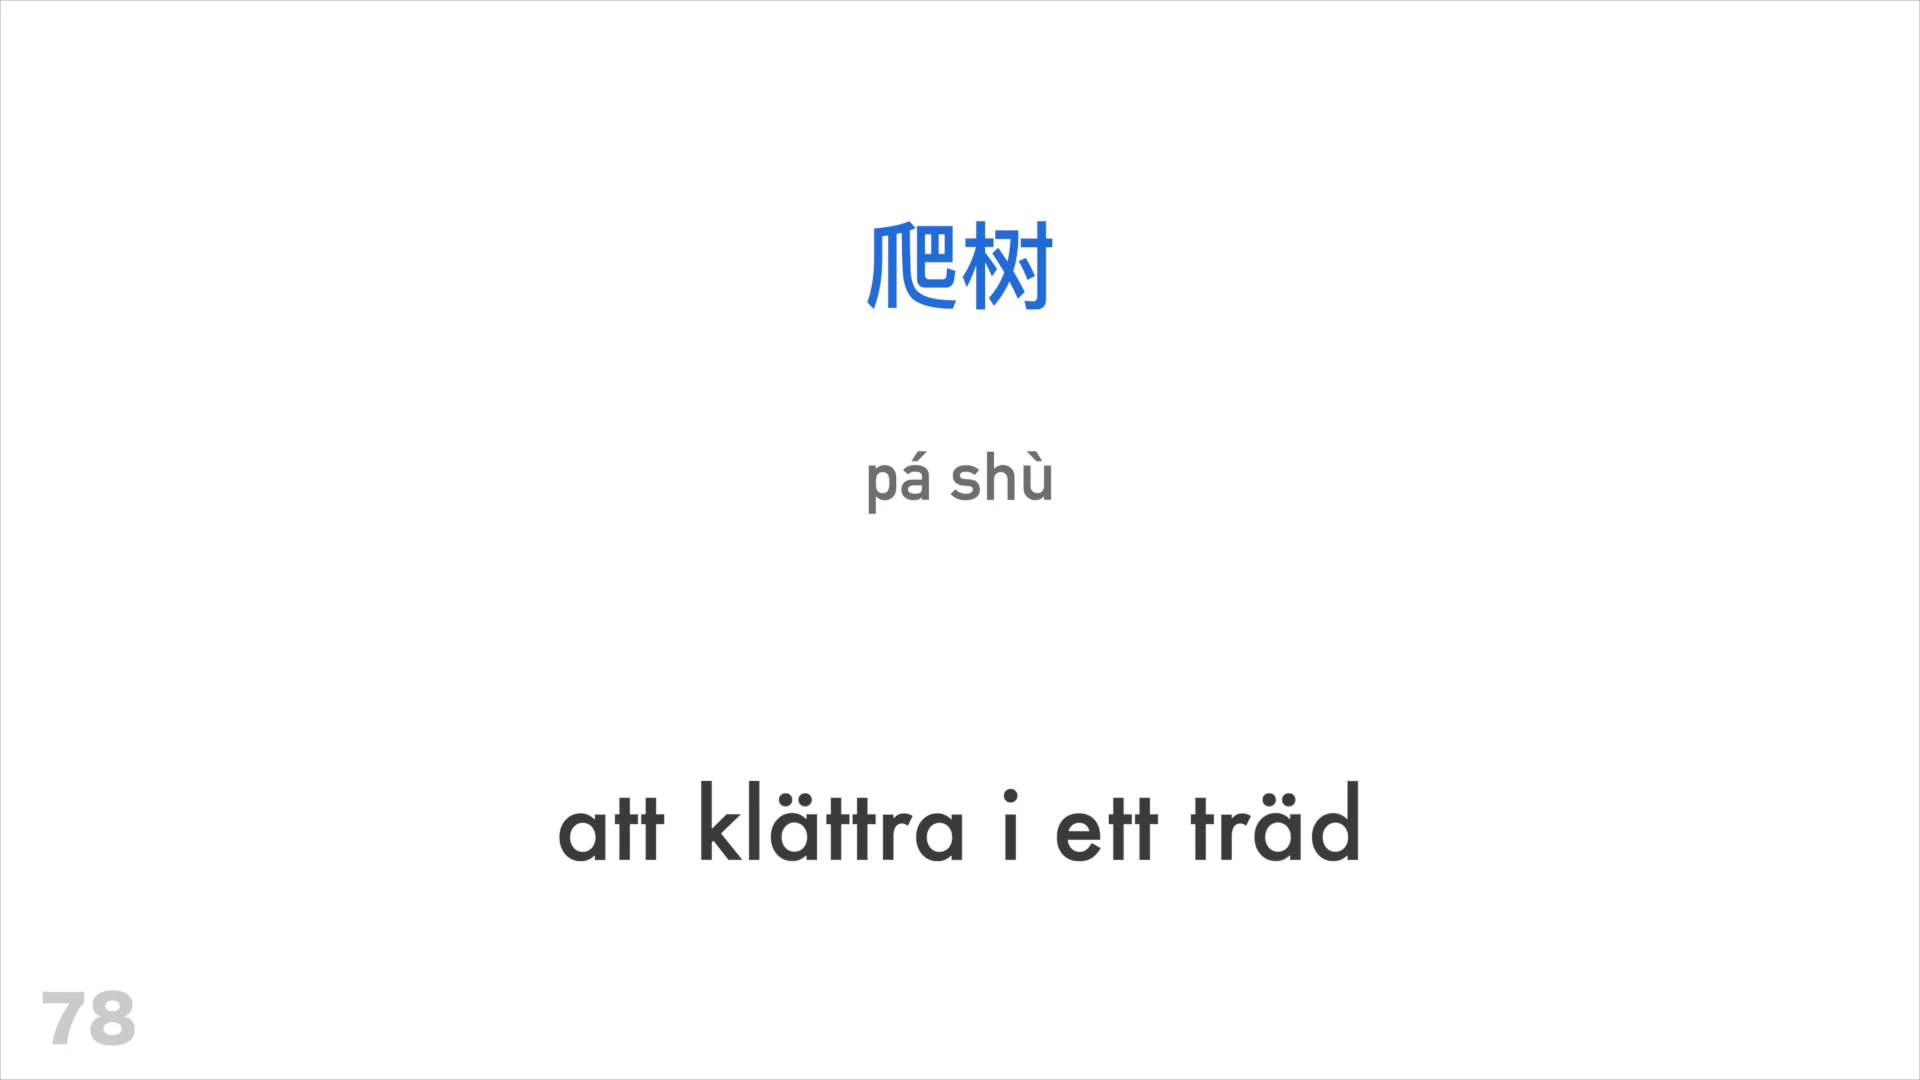 爬树
pá shù
att klättra i ett träd
78